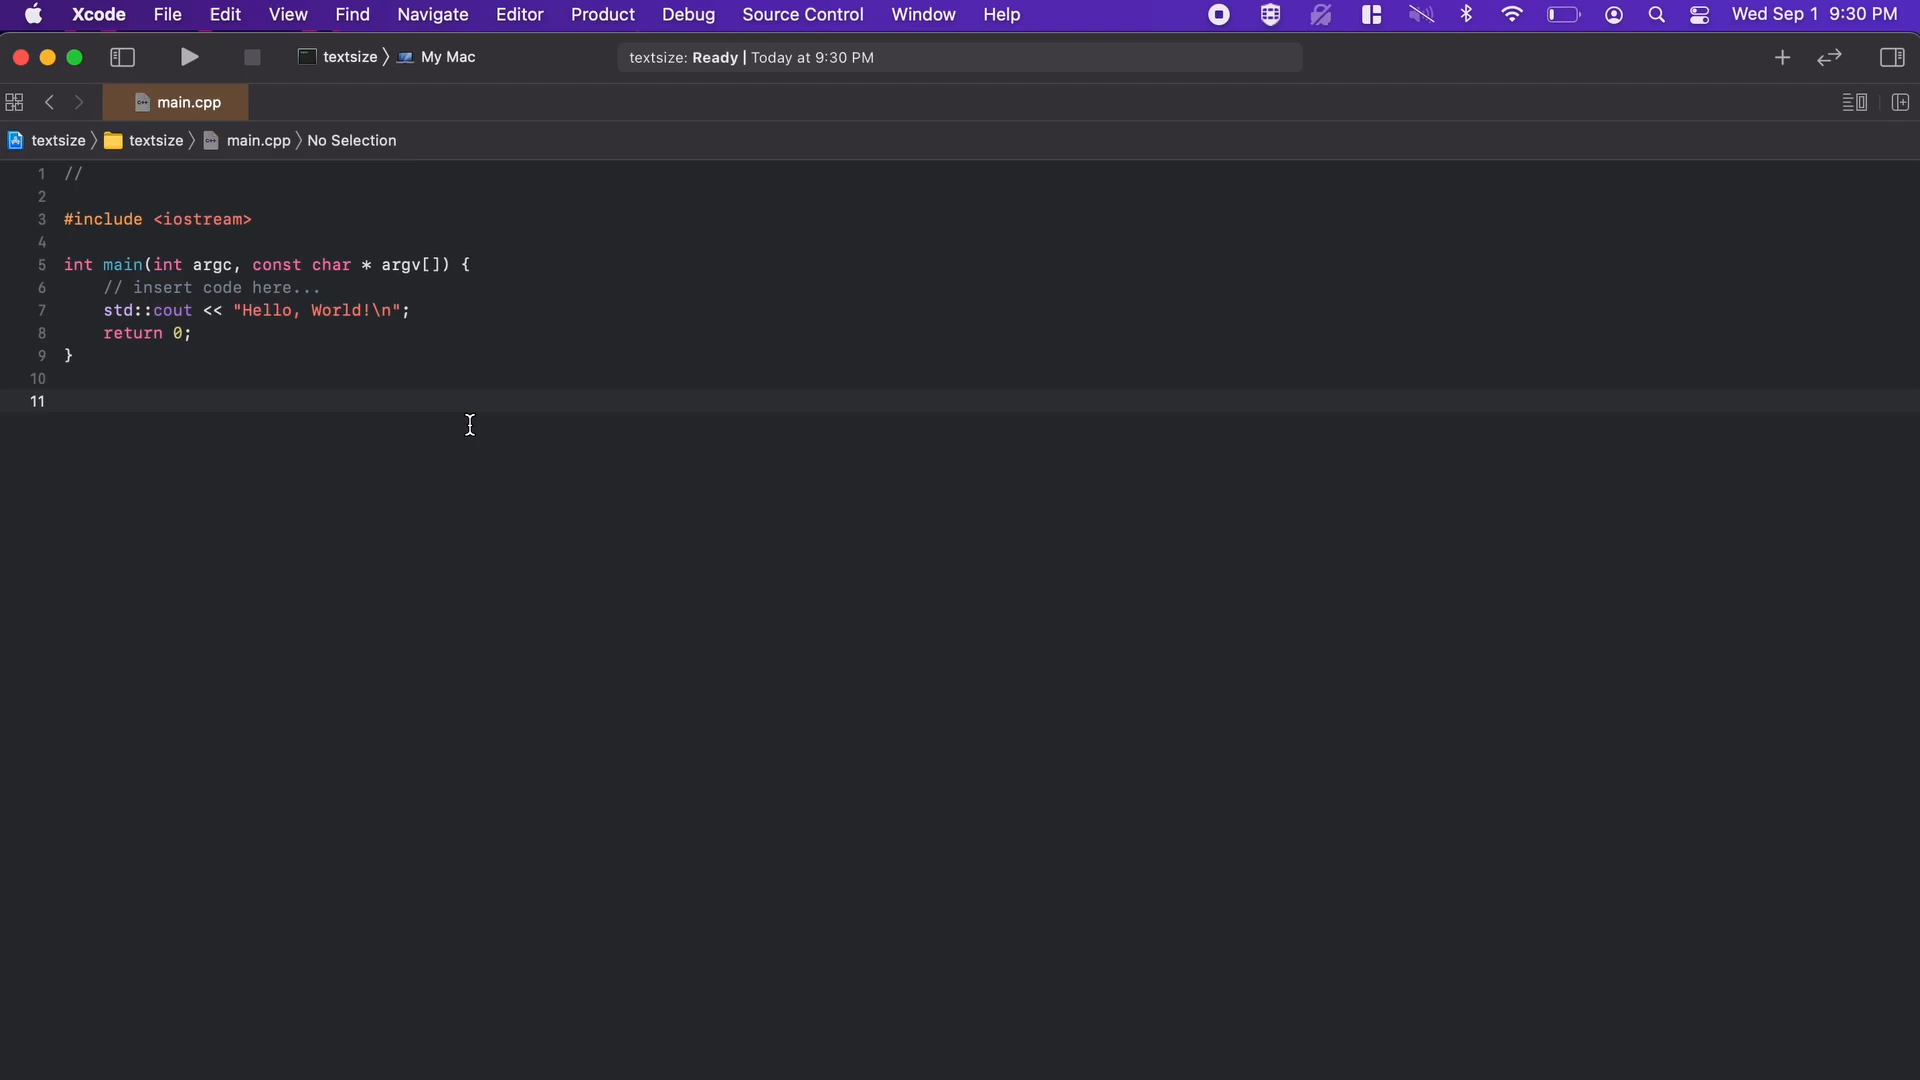 Xcode File Edit View Find Navigate Editor Product Debug Source Control Window Help Wed Sep 1 9:30 PM
textsize 〉 My Mac textsize: Ready | Today at 9:30 PM
main.cpp
textsize 〉 textsize 〉 main.cpp 〉 No Selection
1 //
2
3 #include <iostream>
4
5 int main(int argc, const char * argv[]) {
6 // insert code here...
7 std::cout << "Hello, World!\n";
8 return 0;
9 }
10
11